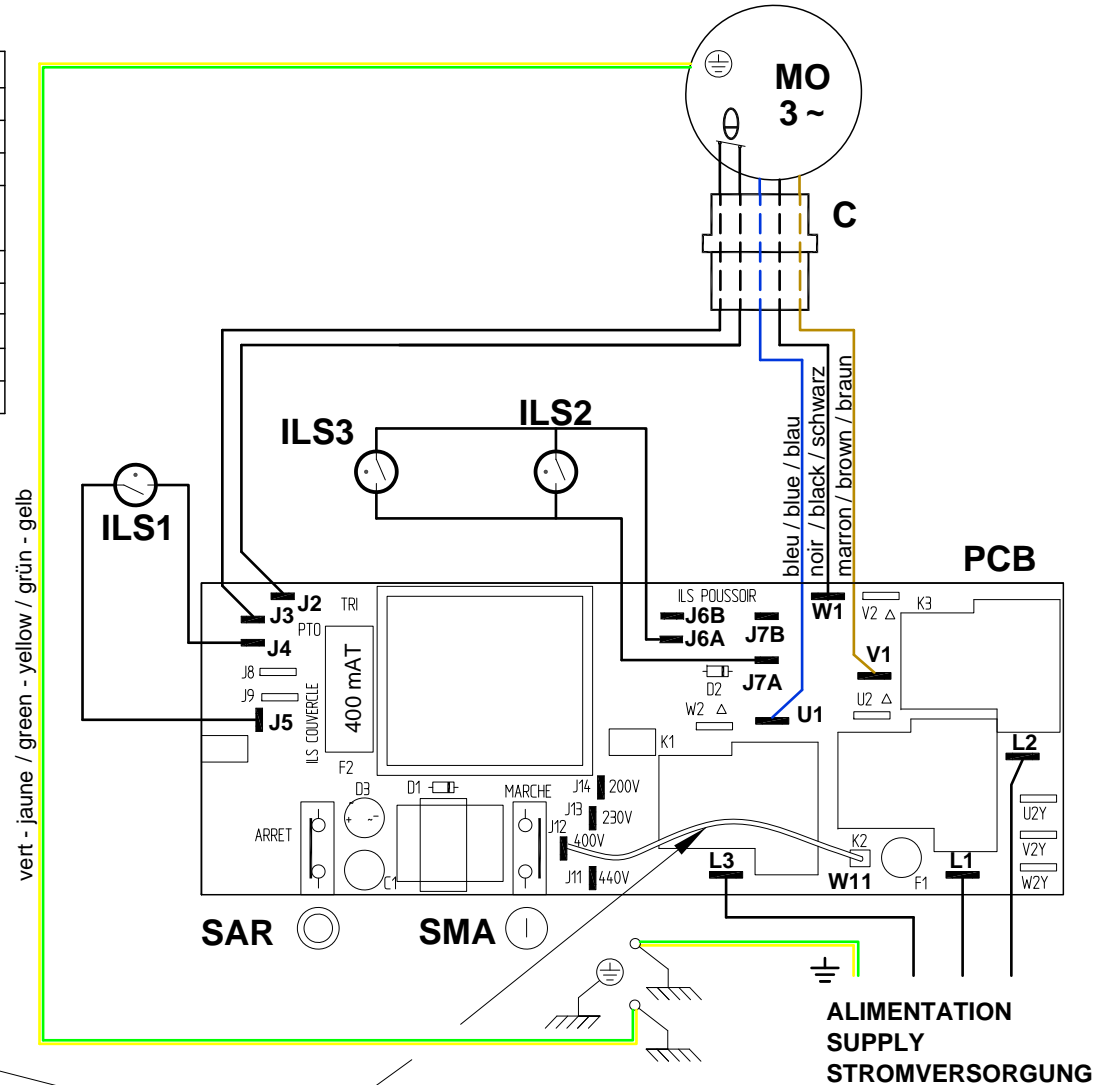 MO
3 ~
θ
C
ILS3
ILS2
ILS1
vert - jaune / green - yellow / grün - gelb
bleu / blue / blau
noir / black / schwarz
marron / brown / braun
PCB
J2
J3
TRI
PTO
J4
J8
J9
J5
ILS COUVERCLE
400 mAT
F2
ILS POUSSOIR
J6B
J6A
J7B
J7A
D2
W2 △
U1
W1
V2 △
K3
V1
U2 △
L2
K1
D3
+ ~-
D1
MARCHE
J14 200V
J13 230V
J12 400V
J11 440V
ARRET
C1
L3
K2
W11
F1
L1
U2Y
V2Y
W2Y
SAR
SMA
ALIMENTATION
SUPPLY
STROMVERSORGUNG